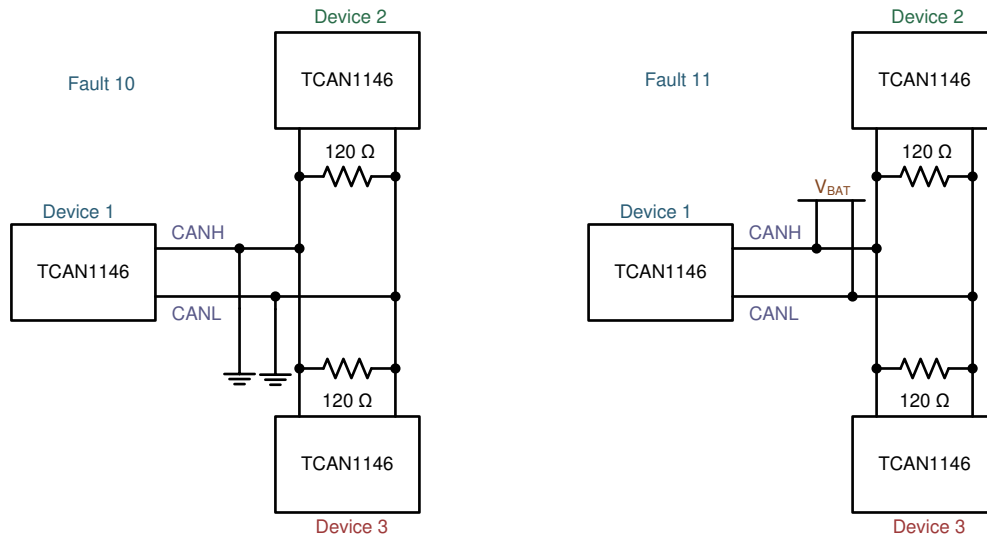 Device 2
TCAN1146
Fault 10
120 Ω
Device 1
CANH
TCAN1146
CANL
120 Ω
TCAN1146
Device 3
Device 2
TCAN1146
Fault 11
120 Ω
VBAT
Device 1
CANH
TCAN1146
CANL
120 Ω
TCAN1146
Device 3